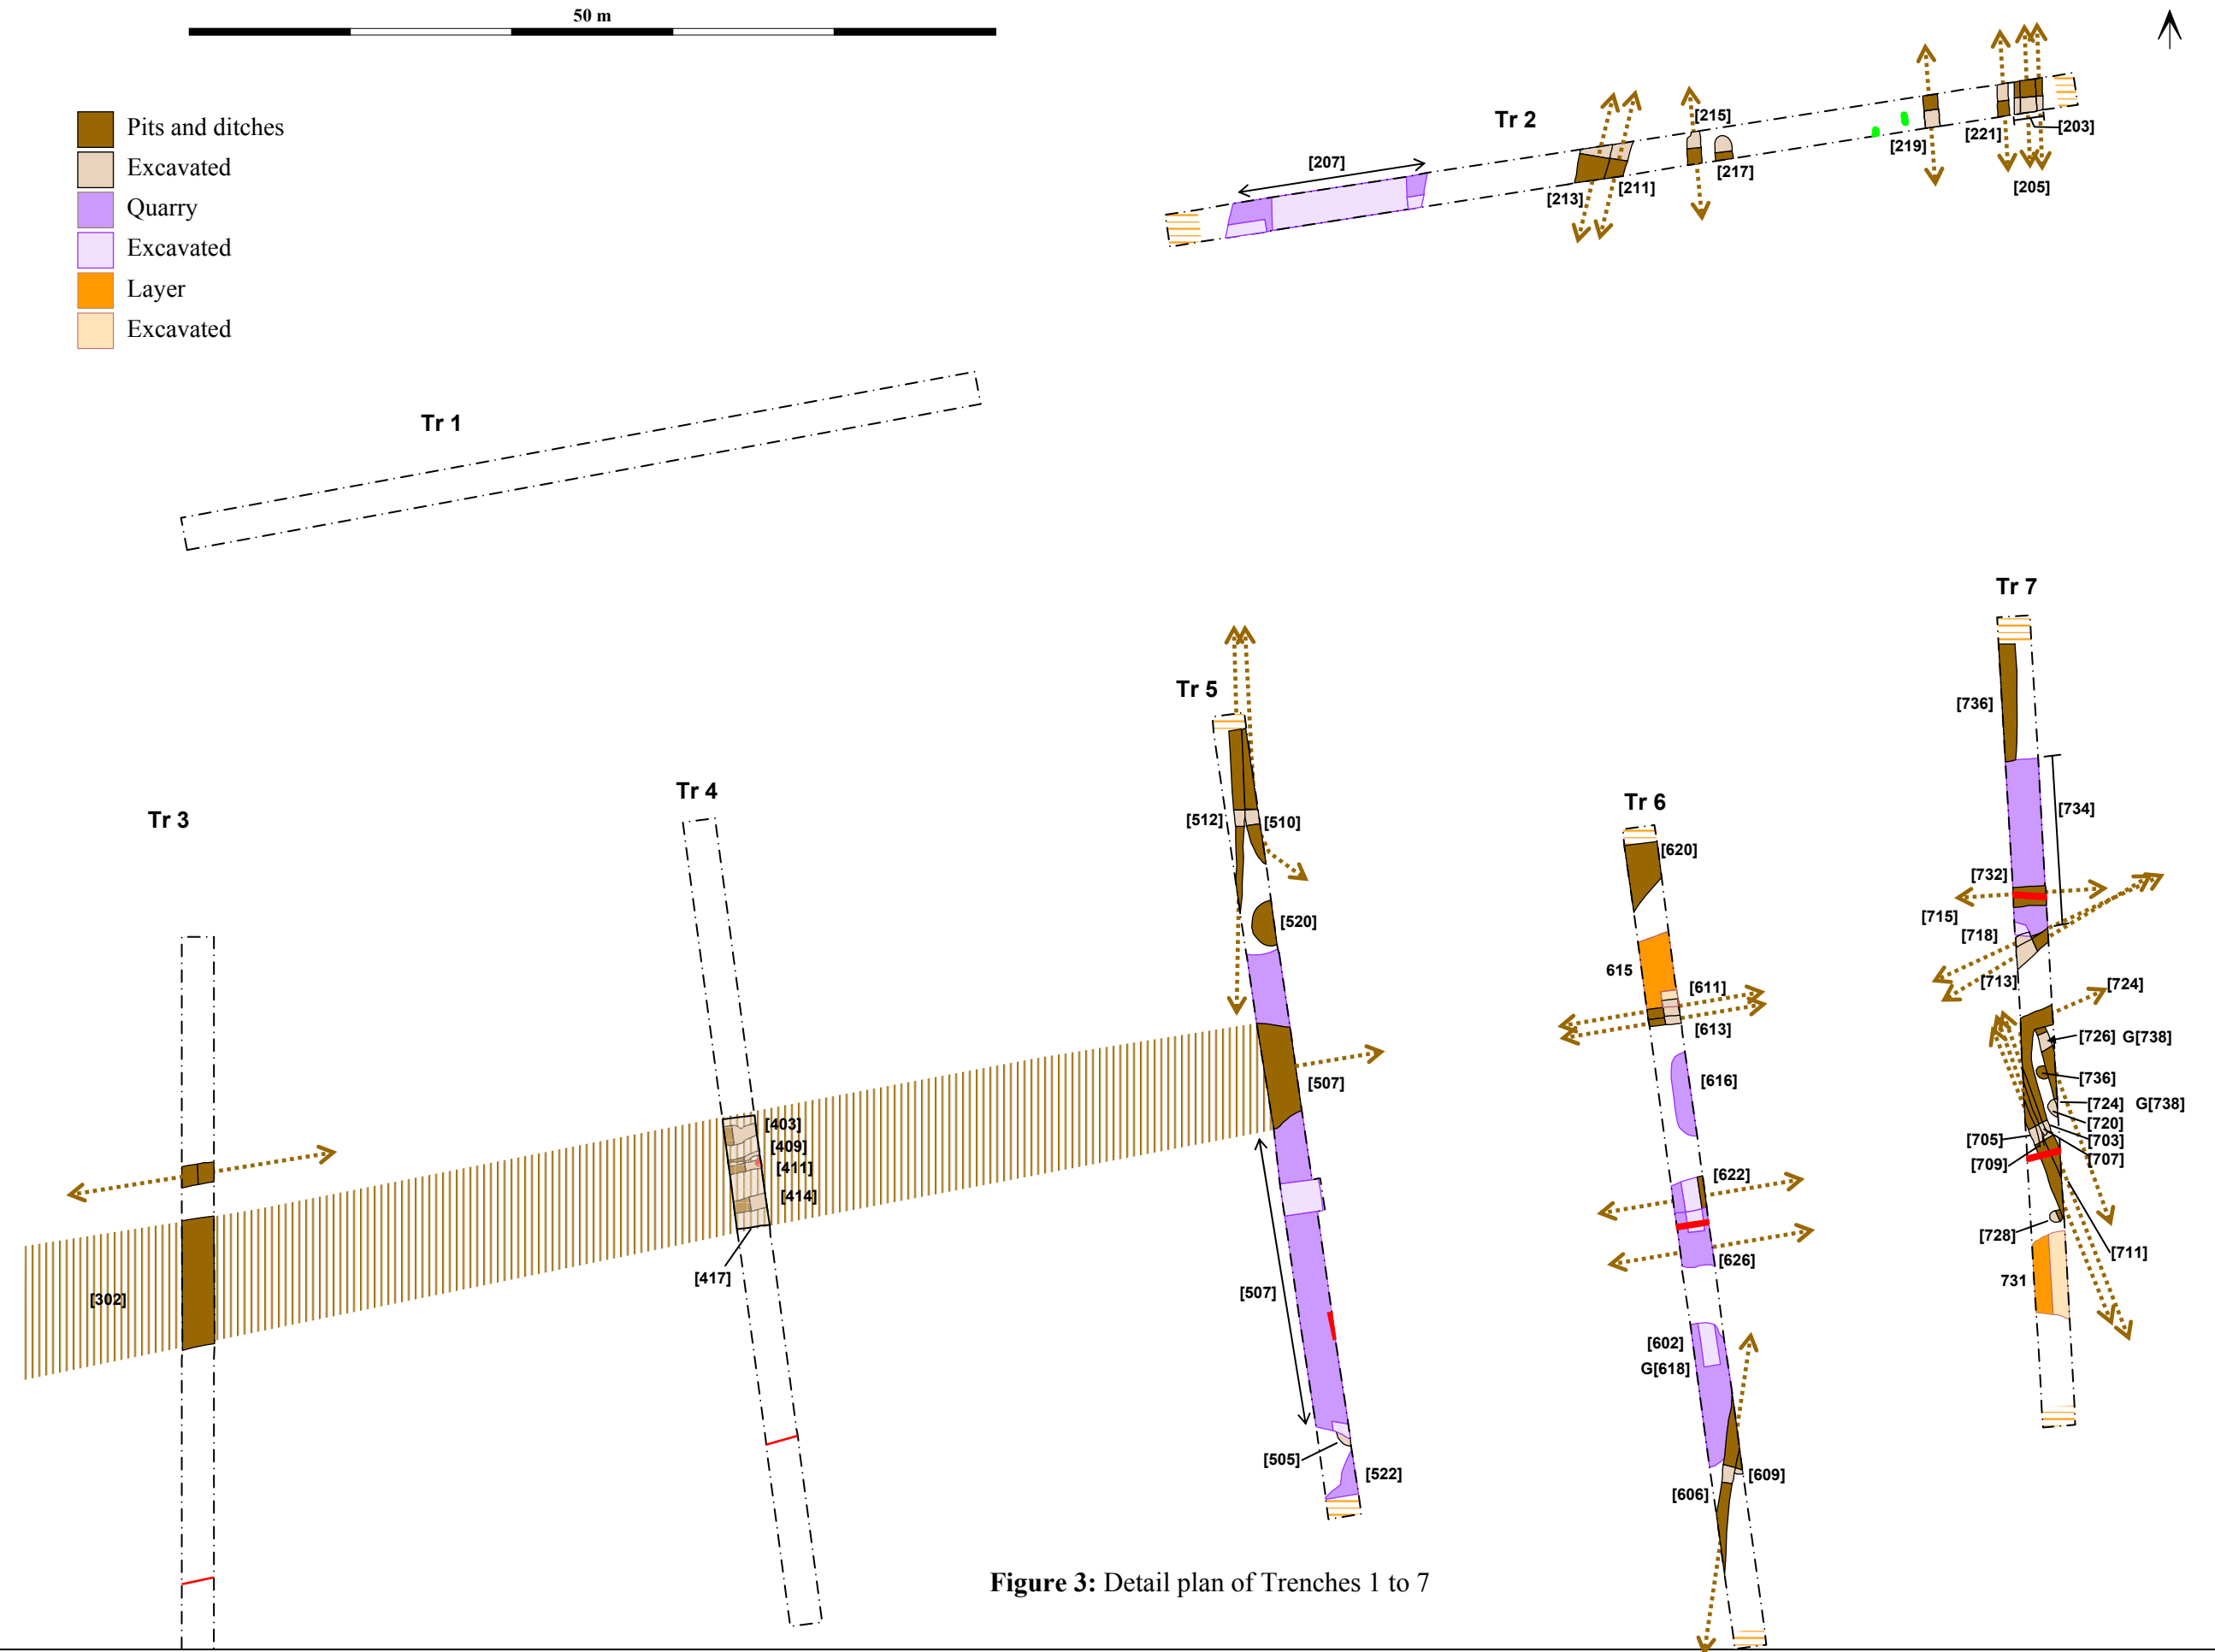 50 m
Pits and ditches
Excavated
Quarry
Excavated
Layer
Excavated
Tr 1
Tr 2
[207]
[213]
[211]
[215]
[217]
[219]
[221]
[203]
[205]
Tr 3
[302]
Tr 4
[403]
[409]
[411]
[414]
[417]
Tr 5
[512]
[510]
[520]
[507]
[507]
[505]
[522]
Tr 6
[620]
615
[611]
[613]
[616]
[622]
[626]
[602]
G[618]
[609]
[606]
Tr 7
[736]
[734]
[732]
[715]
[718]
[713]
[724]
[726] G[738]
[736]
[724] G[738]
[720]
[705]
[703]
[709]
[707]
[728]
[711]
731
Figure 3: Detail plan of Trenches 1 to 7